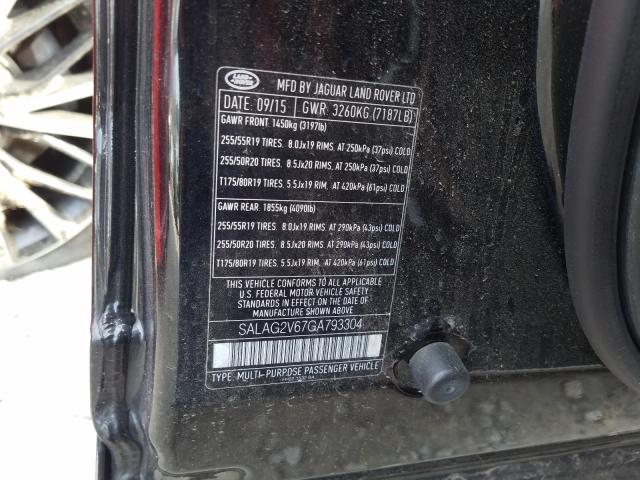 LAND ROVER
MFD BY JAGUAR LAND ROVER LTD
DATE: 09/15 GWR: 3260KG (7187LB)
GAWR FRONT: 1450kg (3197lb)
255/55R19 TIRES. 8.0Jx19 RIMS. AT 250kPa (37psi) COLD
255/50R20 TIRES. 8.5Jx20 RIMS. AT 250kPa (37psi) COLD
T175/80R19 TIRES. 5.5Jx19 RIM. AT 420kPa (61psi) COLD
GAWR REAR: 1855kg (4090lb)
255/55R19 TIRES. 8.0Jx19 RIMS. AT 290kPa (43psi) COLD
255/50R20 TIRES. 8.5Jx20 RIMS. AT 290kPa (43psi) COLD
T175/80R19 TIRES. 5.5Jx19 RIM. AT 420kPa (61psi) COLD
THIS VEHICLE CONFORMS TO ALL APPLICABLE
U.S. FEDERAL MOTOR VEHICLE SAFETY
STANDARDS IN EFFECT ON THE DATE OF
MANUFACTURE SHOWN ABOVE
SALAG2V67GA793304
TYPE: MULTI-PURPOSE PASSENGER VEHICLE